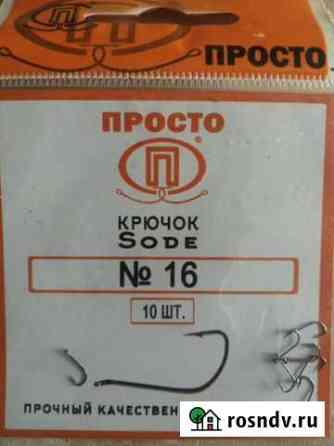 П
ПРОСТО
ПРОСТО
П ®
КРЮЧОК
SODE
№ 16
10 ШТ.
ПРОЧНЫЙ КАЧЕСТВЕН
rosndv.ru